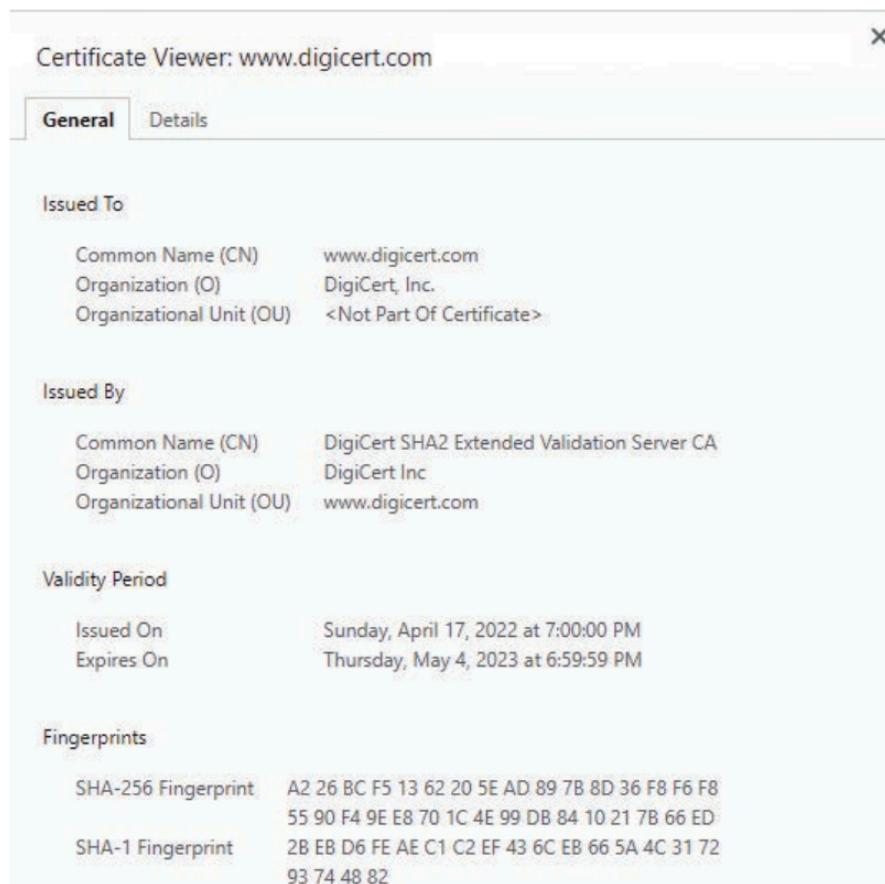 Certificate Viewer: www.digicert.com
General Details
Issued To
Common Name (CN) www.digicert.com
Organization (O) DigiCert, Inc.
Organizational Unit (OU) <Not Part Of Certificate>
Issued By
Common Name (CN) DigiCert SHA2 Extended Validation Server CA
Organization (O) DigiCert Inc
Organizational Unit (OU) www.digicert.com
Validity Period
Issued On Sunday, April 17, 2022 at 7:00:00 PM
Expires On Thursday, May 4, 2023 at 6:59:59 PM
Fingerprints
SHA-256 Fingerprint A2 26 BC F5 13 62 20 5E AD 89 7B 8D 36 F8 F6 F8
55 90 F4 9E E8 70 1C 4E 99 DB 84 10 21 7B 66 ED
SHA-1 Fingerprint 2B EB D6 FE AE C1 C2 EF 43 6C EB 66 5A 4C 31 72
93 74 48 82